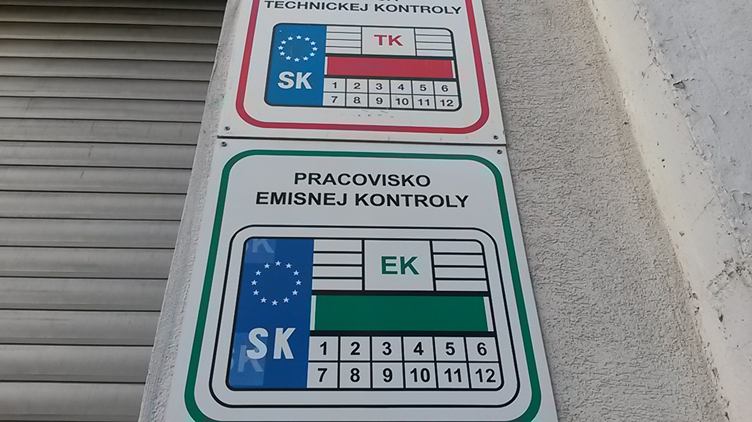 TECHNICKEJ KONTROLY
TK
SK
1 2 3 4 5 6
7 8 9 10 11 12
PRACOVISKO
EMISNEJ KONTROLY
EK
SK
1 2 3 4 5 6
7 8 9 10 11 12